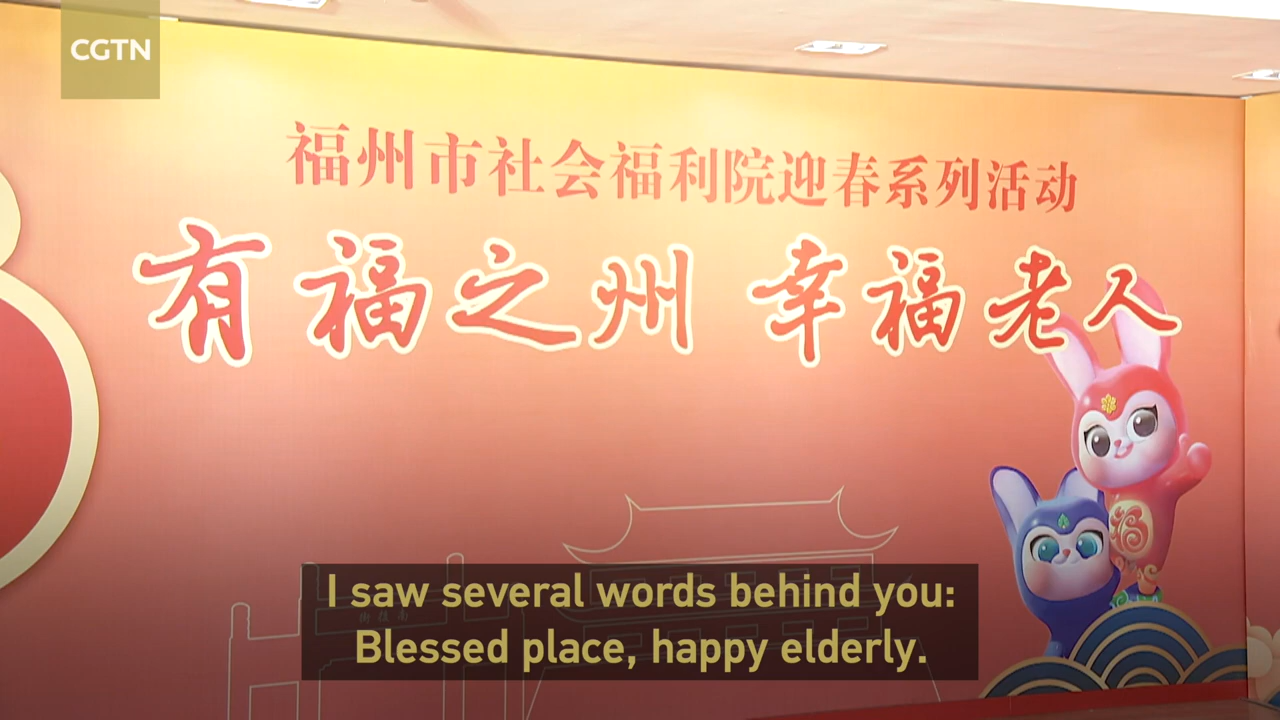 CGTN
福州市社会福利院迎春系列活动
有福之州 幸福老人
福
I saw several words behind you:
Blessed place, happy elderly.